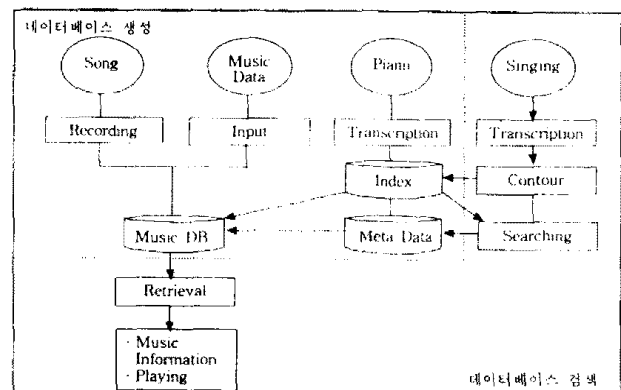 데이터베이스 생성
Song
Music
Data
Piano
Singing
Recording
Input
Transcription
Transcription
Index
Contour
Music DB
Meta Data
Searching
Retrieval
· Music
Information
· Playing
데이터베이스 검색